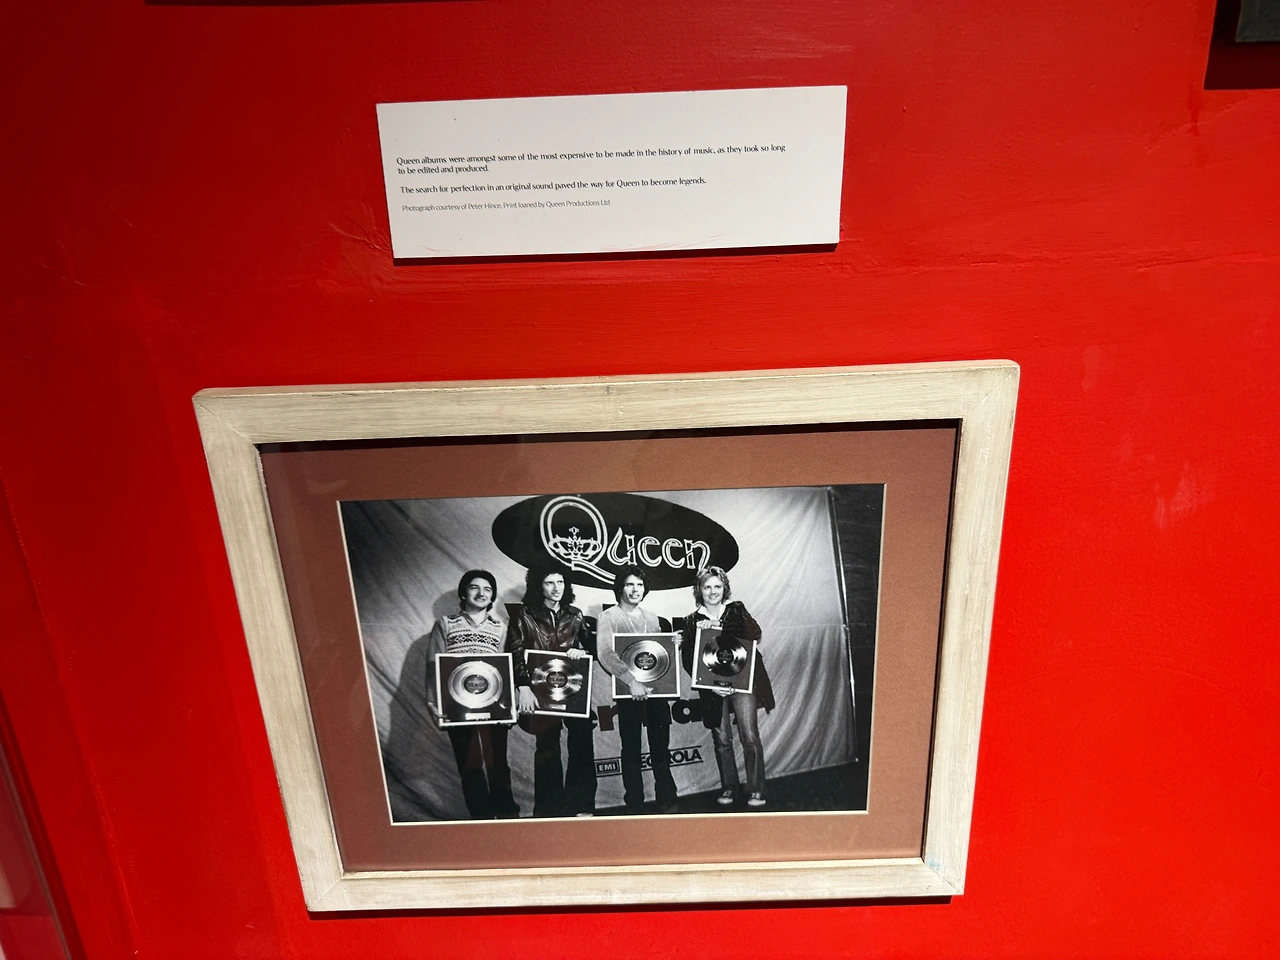 Queen albums were amongst some of the most expensive to be made in the history of music, as they took so long
to be edited and produced.
The search for perfection in an original sound paved the way for Queen to become legends.
Photograph courtesy of Peter Hince. Print loaned by Queen Productions Ltd
Queen
EMI